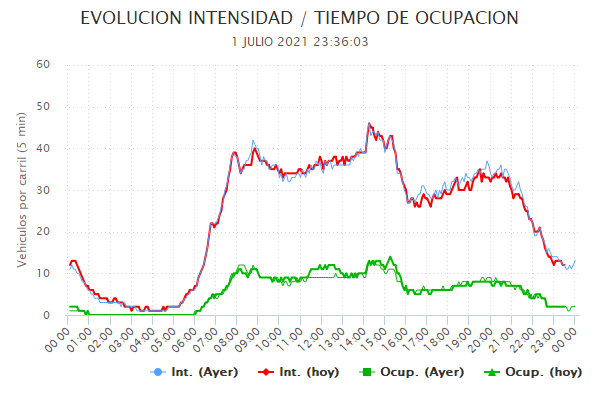 EVOLUCION INTENSIDAD / TIEMPO DE OCUPACION
1 JULIO 2021 23:36:03
Vehiculos por carril (5 min)
60
50
40
30
20
10
0
00:00 01:00 02:00 03:00 04:00 05:00 06:00 07:00 08:00 09:00 10:00 11:00 12:00 13:00 14:00 15:00 16:00 17:00 18:00 19:00 20:00 21:00 22:00 23:00 00:00
Int. (Ayer) Int. (hoy) Ocup. (Ayer) Ocup. (hoy)